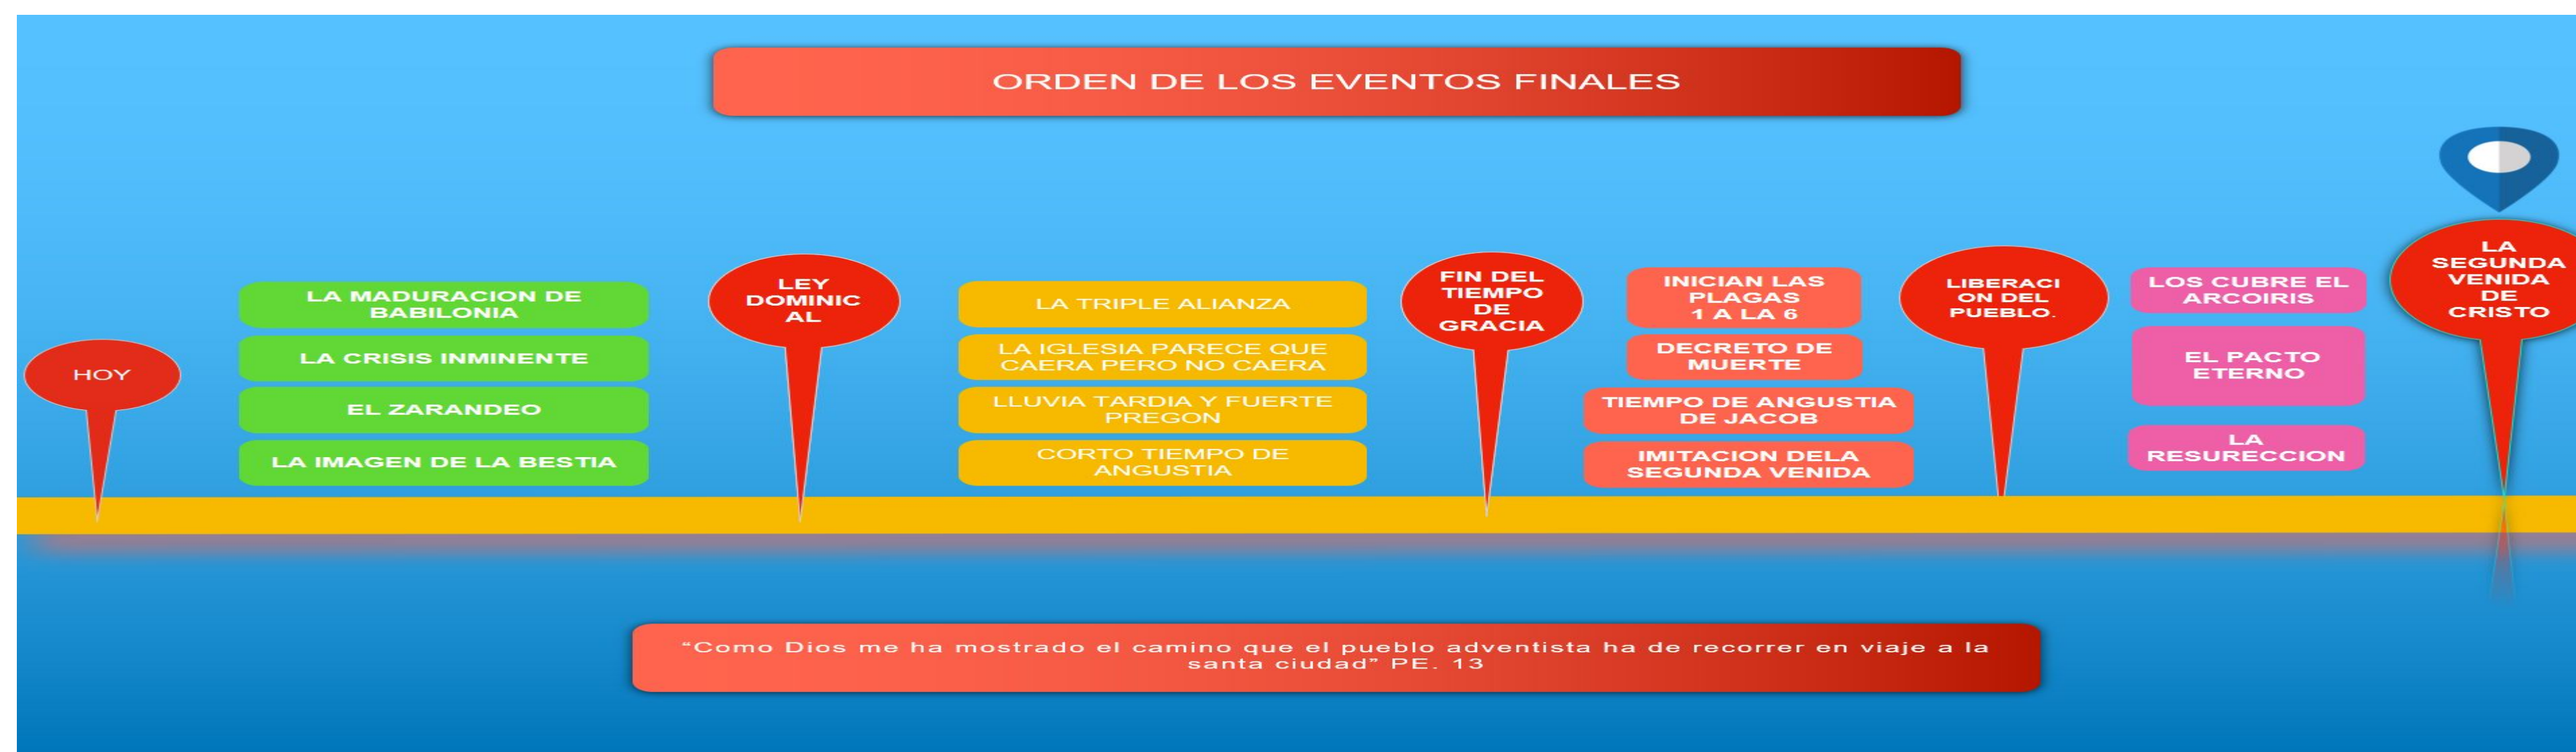 ORDEN DE LOS EVENTOS FINALES
HOY
LA MADURACION DE
BABILONIA
LA CRISIS INMINENTE
EL ZARANDEO
LA IMAGEN DE LA BESTIA
LEY
DOMINIC
AL
LA TRIPLE ALIANZA
LA IGLESIA PARECE QUE
CAERA PERO NO CAERA
LLUVIA TARDIA Y FUERTE
PREGON
CORTO TIEMPO DE
ANGUSTIA
FIN DEL
TIEMPO
DE
GRACIA
INICIAN LAS
PLAGAS
1 A LA 6
DECRETO DE
MUERTE
TIEMPO DE ANGUSTIA
DE JACOB
IMITACION DELA
SEGUNDA VENIDA
LIBERACI
ON DEL
PUEBLO.
LOS CUBRE EL
ARCOIRIS
EL PACTO
ETERNO
LA
RESURECCION
LA
SEGUNDA
VENIDA
DE
CRISTO
“Como Dios me ha mostrado el camino que el pueblo adventista ha de recorrer en viaje a la
santa ciudad” PE. 13